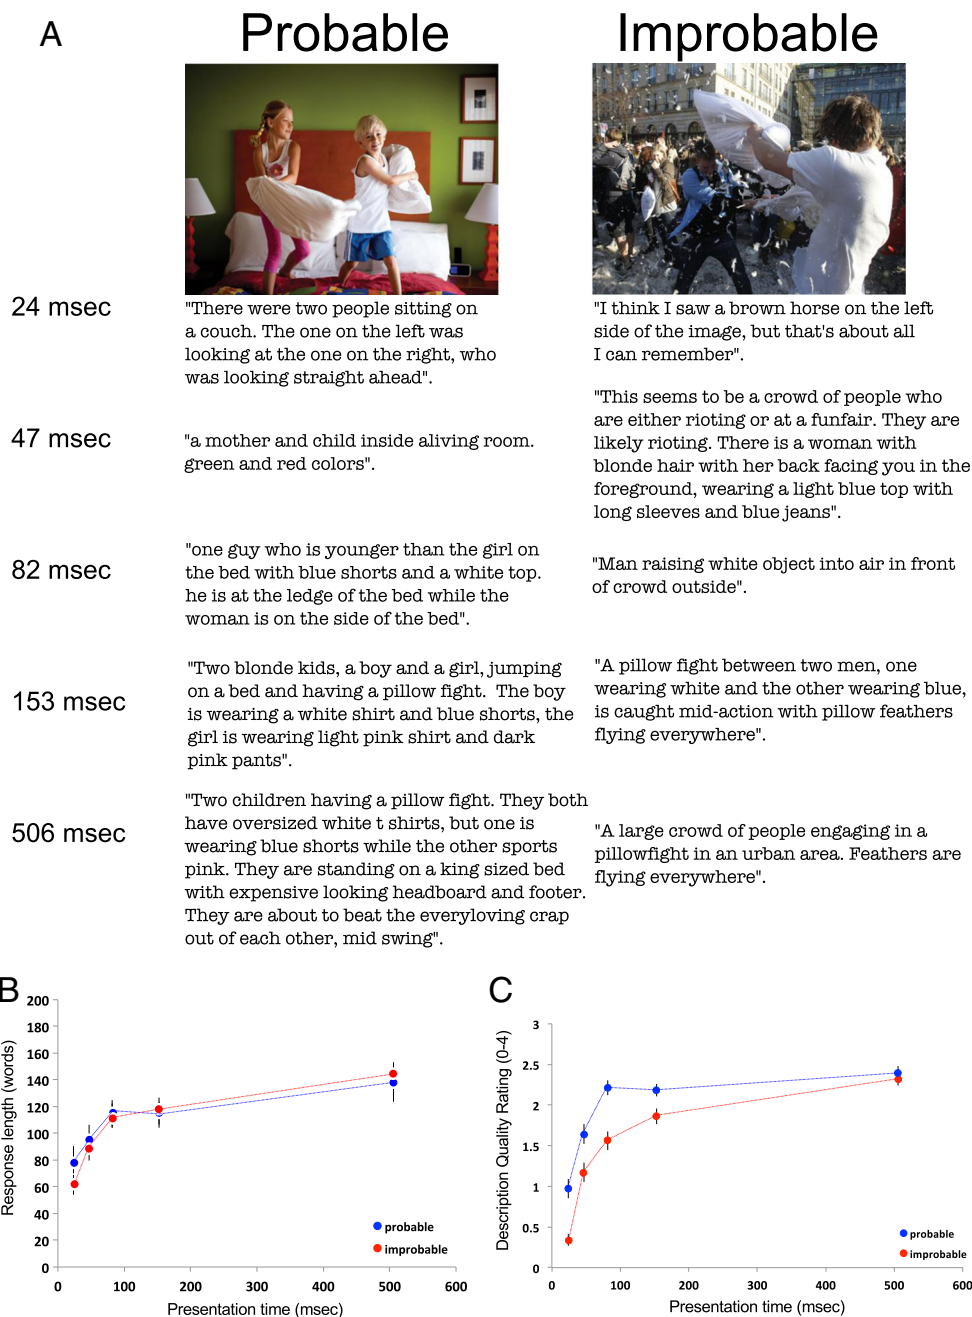 A
Probable
Improbable
24 msec
"There were two people sitting on
a couch. The one on the left was
looking at the one on the right, who
was looking straight ahead".
"I think I saw a brown horse on the left
side of the image, but that's about all
I can remember".
47 msec
"a mother and child inside aliving room.
green and red colors".
"This seems to be a crowd of people who
are either rioting or at a funfair. They are
likely rioting. There is a woman with
blonde hair with her back facing you in the
foreground, wearing a light blue top with
long sleeves and blue jeans".
82 msec
"one guy who is younger than the girl on
the bed with blue shorts and a white top.
he is at the ledge of the bed while the
woman is on the side of the bed".
"Man raising white object into air in front
of crowd outside".
153 msec
"Two blonde kids, a boy and a girl, jumping
on a bed and having a pillow fight. The boy
is wearing a white shirt and blue shorts, the
girl is wearing light pink shirt and dark
pink pants".
"A pillow fight between two men, one
wearing white and the other wearing blue,
is caught mid-action with pillow feathers
flying everywhere".
506 msec
"Two children having a pillow fight. They both
have oversized white t shirts, but one is
wearing blue shorts while the other sports
pink. They are standing on a king sized bed
with expensive looking headboard and footer.
They are about to beat the everyloving crap
out of each other, mid swing".
"A large crowd of people engaging in a
pillowfight in an urban area. Feathers are
flying everywhere".
B
Response length (words)
200
180
160
140
120
100
80
60
40
20
0
0 100 200 300 400 500 600
Presentation time (msec)
probable
improbable
C
Description Quality Rating (0-4)
3
2.5
2
1.5
1
0.5
0
0 100 200 300 400 500 600
Presentation time (msec)
probable
improbable